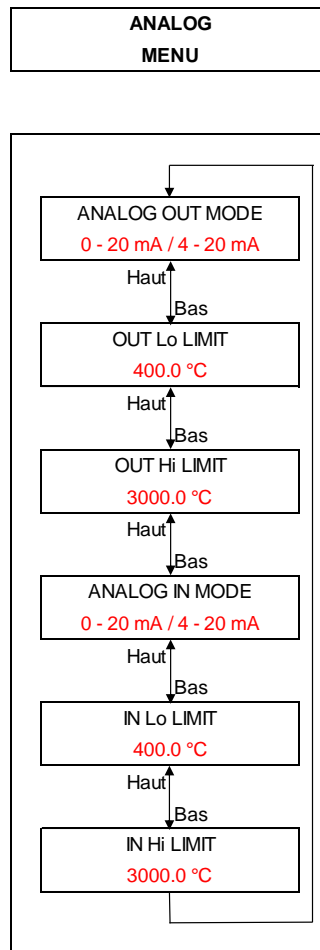 ANALOG
MENU
ANALOG OUT MODE
0 - 20 mA / 4 - 20 mA
Haut
Bas
OUT Lo LIMIT
400.0 °C
Haut
Bas
OUT Hi LIMIT
3000.0 °C
Haut
Bas
ANALOG IN MODE
0 - 20 mA / 4 - 20 mA
Haut
Bas
IN Lo LIMIT
400.0 °C
Haut
Bas
IN Hi LIMIT
3000.0 °C